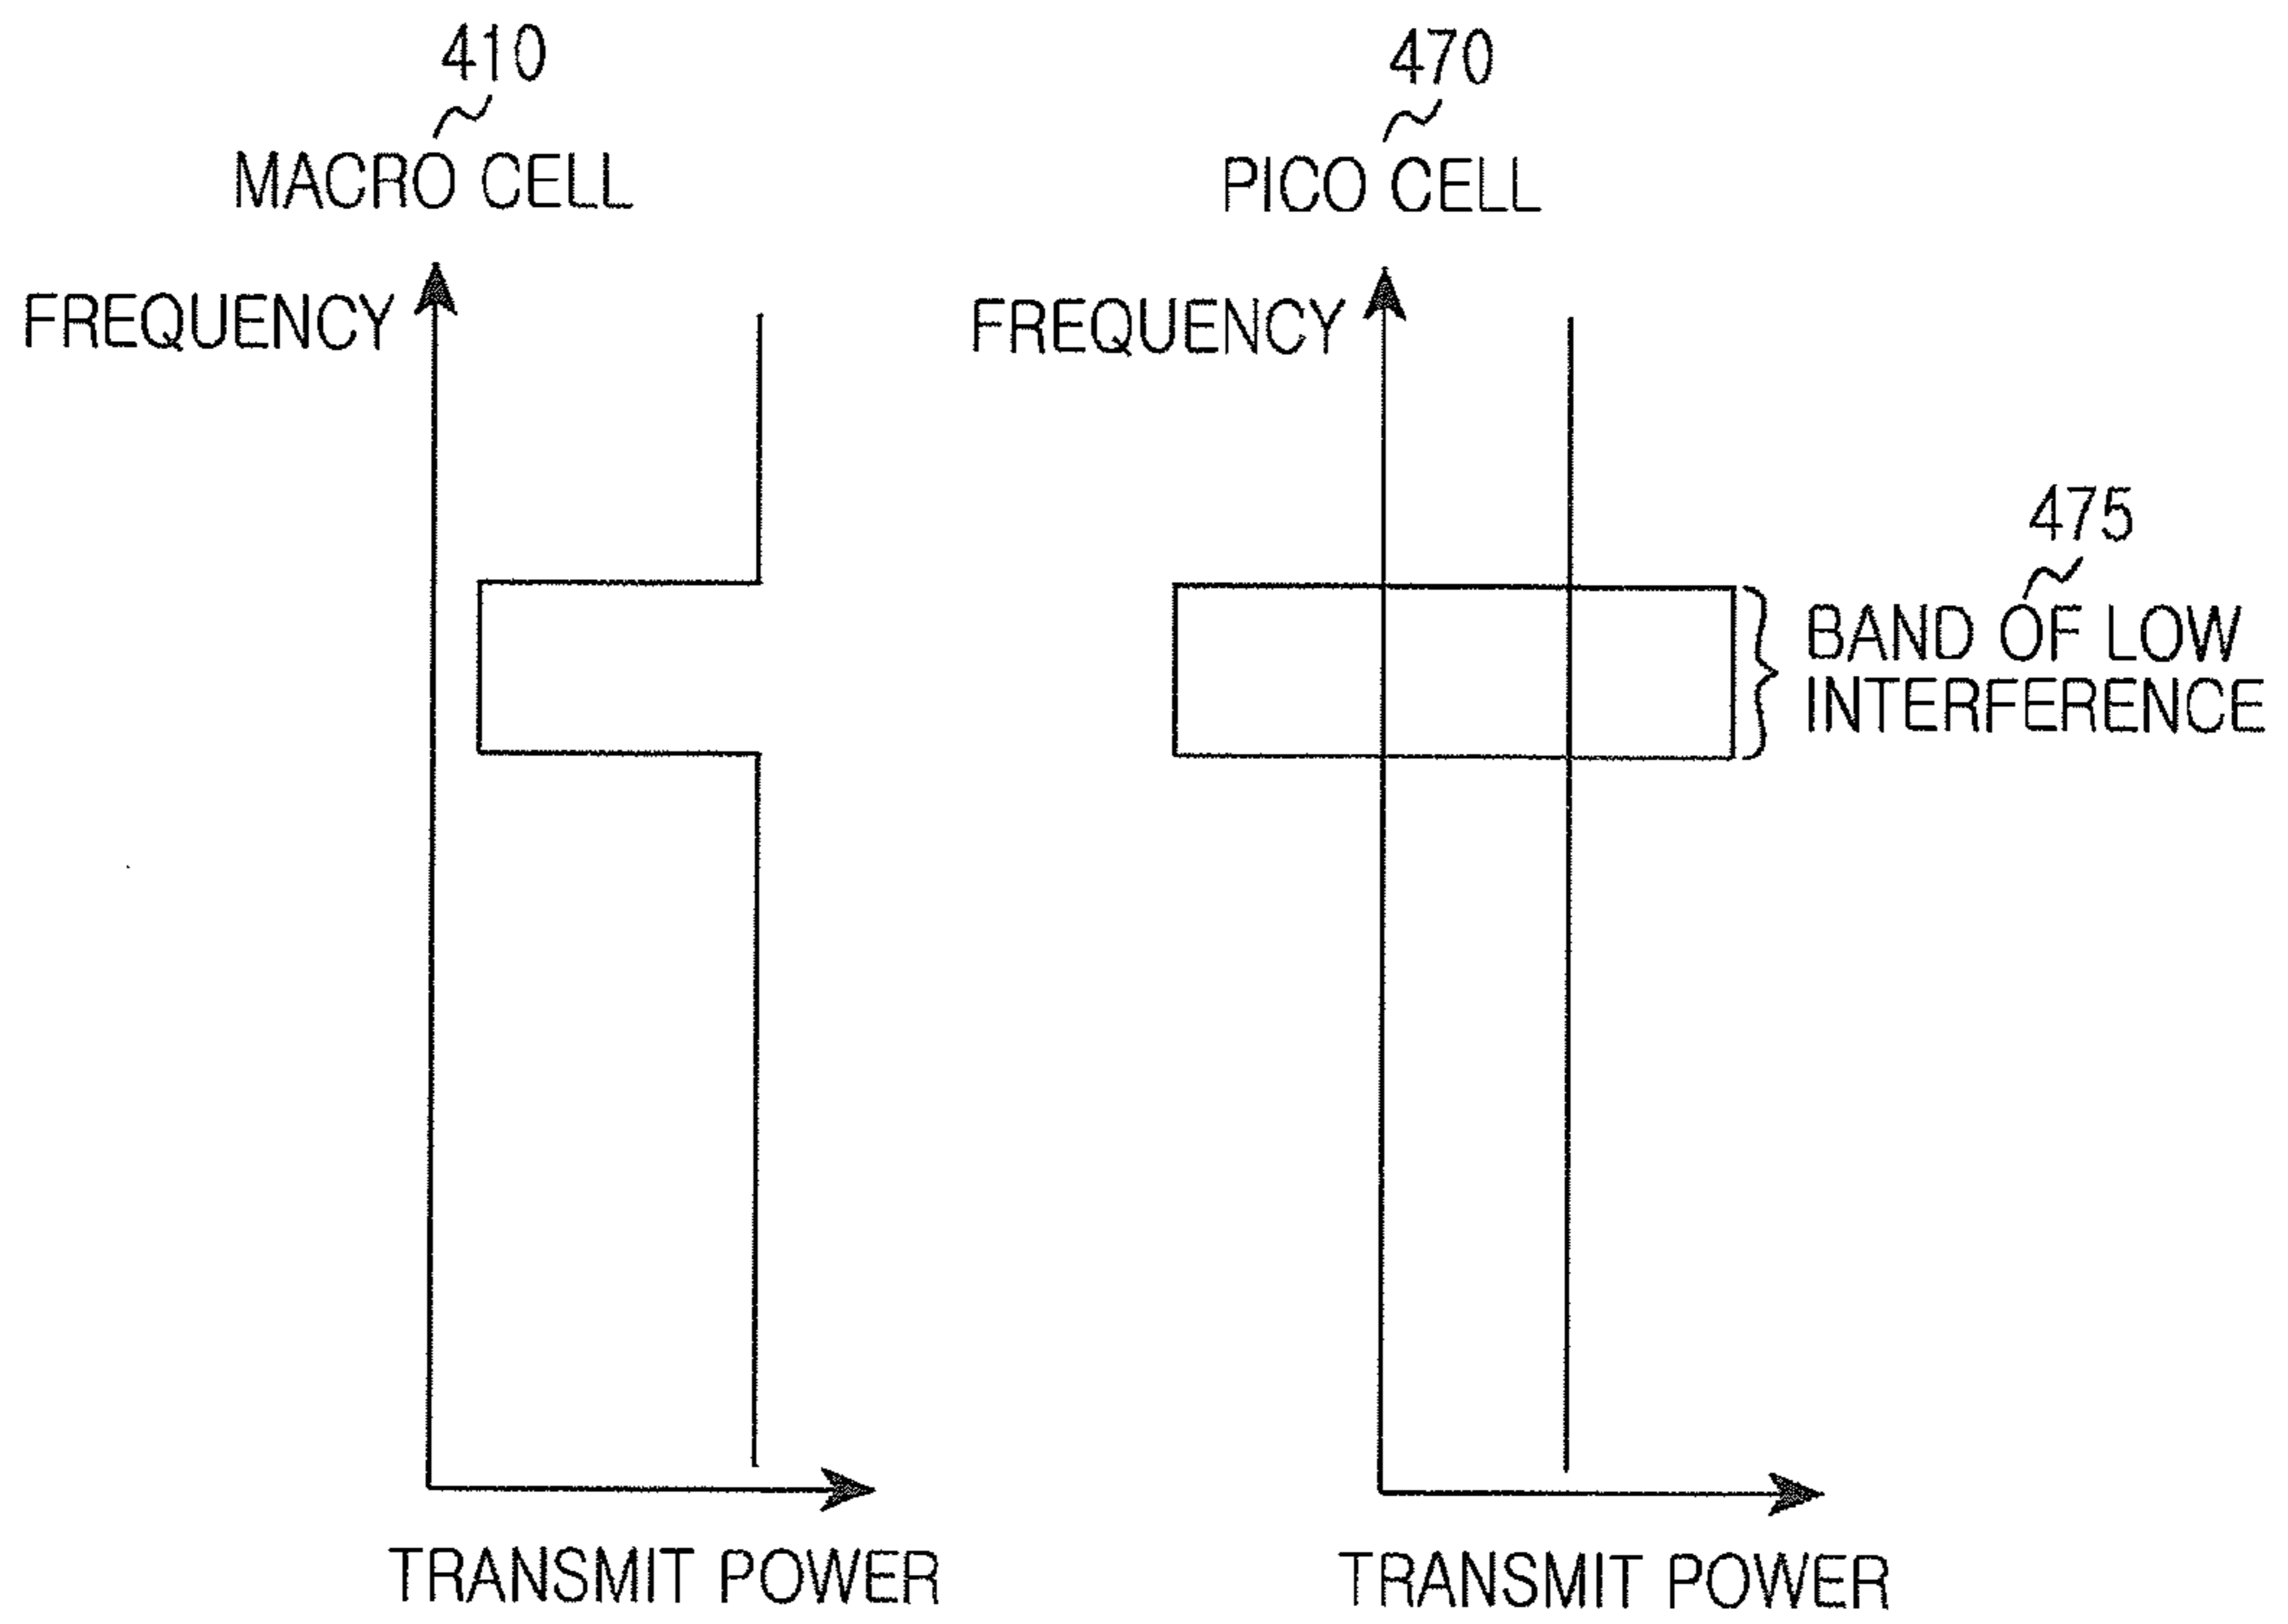 410
MACRO CELL
FREQUENCY
TRANSMIT POWER
470
PICO CELL
FREQUENCY
475
BAND OF LOW
INTERFERENCE
TRANSMIT POWER